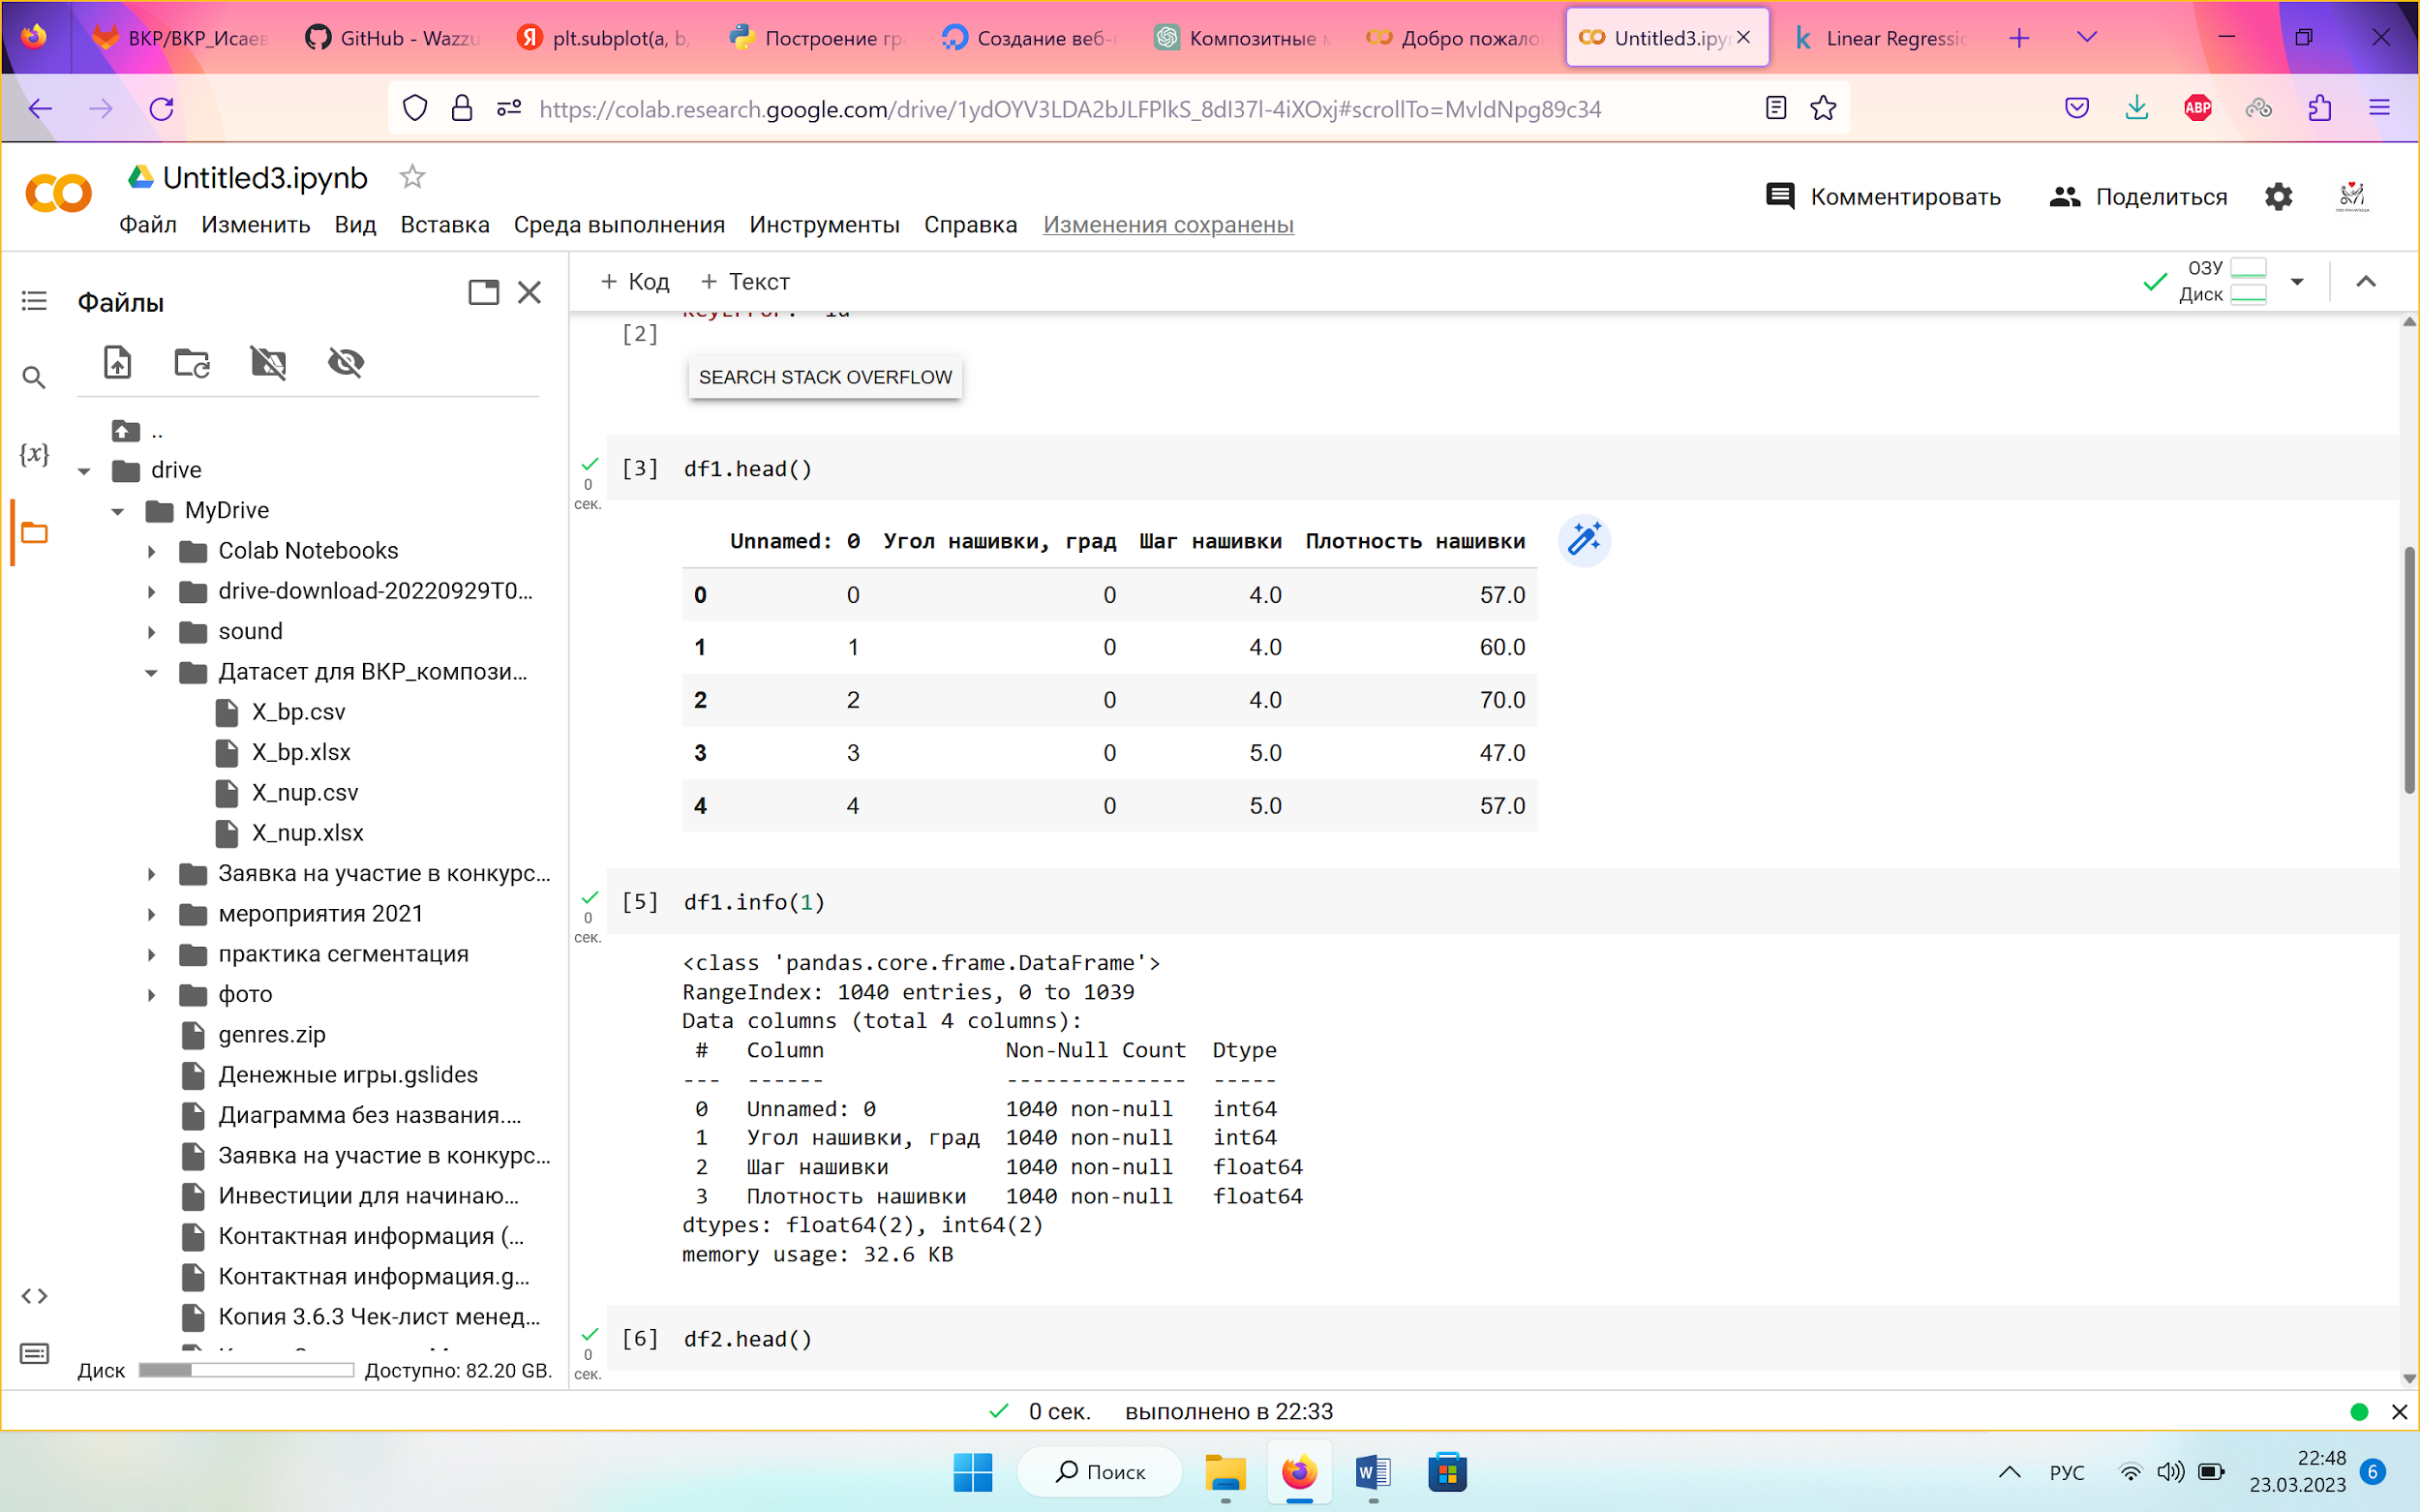 ВКР/ВКР_Исаев
GitHub - Wazzu
plt.subplot(a, b,
Построение гра
Создание веб-
Композитные
Добро пожало
Untitled3.ipyn
Linear Regressio
https://colab.research.google.com/drive/1ydOYV3LDA2bJLFPlkS_8dI37l-4iXOxj#scrollTo=MvIdNpg89c34
ABP
Untitled3.ipynb
Файл Изменить Вид Вставка Среда выполнения Инструменты Справка Изменения сохранены
Комментировать
Поделиться
Файлы
..
drive
MyDrive
Colab Notebooks
drive-download-20220929T0...
sound
Датасет для ВКР_компози...
X_bp.csv
X_bp.xlsx
X_nup.csv
X_nup.xlsx
Заявка на участие в конкурс...
мероприятия 2021
практика сегментация
фото
genres.zip
Денежные игры.gslides
Диаграмма без названия....
Заявка на участие в конкурс...
Инвестиции для начинаю...
Контактная информация (...
Контактная информация.g...
Копия 3.6.3 Чек-лист менед...
Диск Доступно: 82.20 GB.
{x}
+ Код + Текст
ОЗУ
Диск
[2]
SEARCH STACK OVERFLOW
[3] df1.head()
0
сек.
Unnamed: 0 Угол нашивки, град Шаг нашивки Плотность нашивки
0 0 0 4.0 57.0
1 1 0 4.0 60.0
2 2 0 4.0 70.0
3 3 0 5.0 47.0
4 4 0 5.0 57.0
[5] df1.info(1)
0
сек.
<class 'pandas.core.frame.DataFrame'>
RangeIndex: 1040 entries, 0 to 1039
Data columns (total 4 columns):
# Column Non-Null Count Dtype
--- ------ -------------- -----
0 Unnamed: 0 1040 non-null int64
1 Угол нашивки, град 1040 non-null int64
2 Шаг нашивки 1040 non-null float64
3 Плотность нашивки 1040 non-null float64
dtypes: float64(2), int64(2)
memory usage: 32.6 KB
[6] df2.head()
0
сек.
0 сек. выполнено в 22:33
Поиск
РУС
22:48
23.03.2023
6